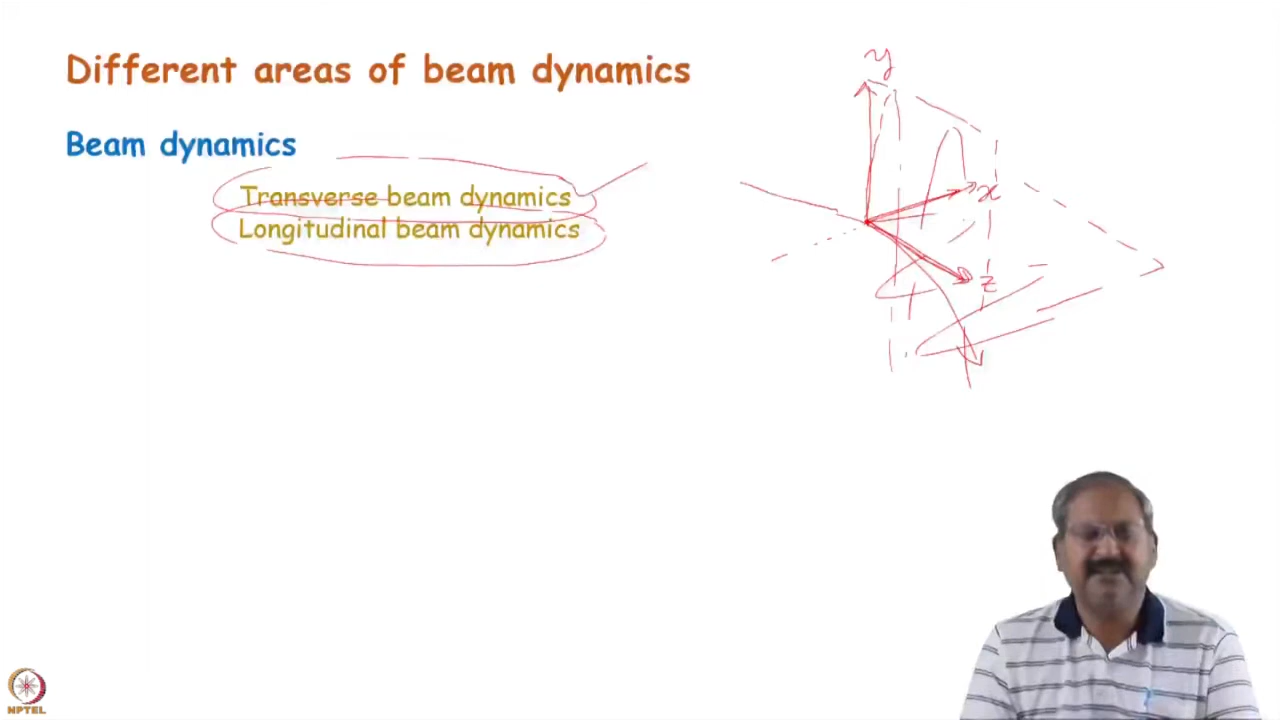 Different areas of beam dynamics
Beam dynamics
Transverse beam dynamics
Longitudinal beam dynamics
y
x
z
NPTEL